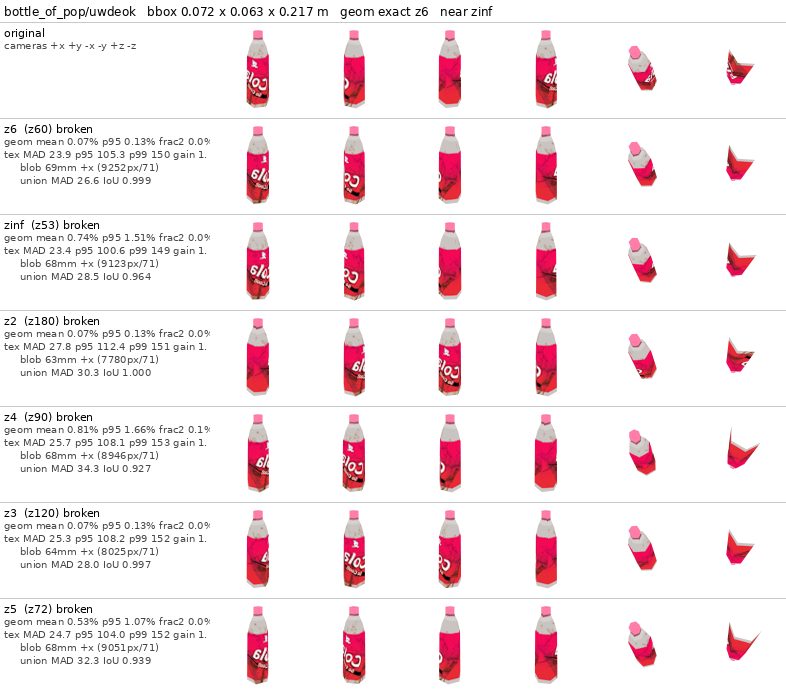 bottle_of_pop/uwdeok bbox 0.072 x 0.063 x 0.217 m geom exact z6 near zinf
original
cameras +x +y -x -y +z -z
z6 (z60) broken
geom mean 0.07% p95 0.13% frac2 0.0%
tex MAD 23.9 p95 105.3 p99 150 gain 1.
blob 69mm +x (9252px/71)
union MAD 26.6 IoU 0.999
zinf (z53) broken
geom mean 0.74% p95 1.51% frac2 0.0%
tex MAD 23.4 p95 100.6 p99 149 gain 1.
blob 68mm +x (9123px/71)
union MAD 28.5 IoU 0.964
z2 (z180) broken
geom mean 0.07% p95 0.13% frac2 0.0%
tex MAD 27.8 p95 112.4 p99 151 gain 1.
blob 63mm +x (7780px/71)
union MAD 30.3 IoU 1.000
z4 (z90) broken
geom mean 0.81% p95 1.66% frac2 0.1%
tex MAD 25.7 p95 108.1 p99 153 gain 1.
blob 68mm +x (8946px/71)
union MAD 34.3 IoU 0.927
z3 (z120) broken
geom mean 0.07% p95 0.13% frac2 0.0%
tex MAD 25.3 p95 108.2 p99 152 gain 1.
blob 64mm +x (8025px/71)
union MAD 28.0 IoU 0.997
z5 (z72) broken
geom mean 0.53% p95 1.07% frac2 0.0%
tex MAD 24.7 p95 104.0 p99 152 gain 1.
blob 68mm +x (9051px/71)
union MAD 32.3 IoU 0.939